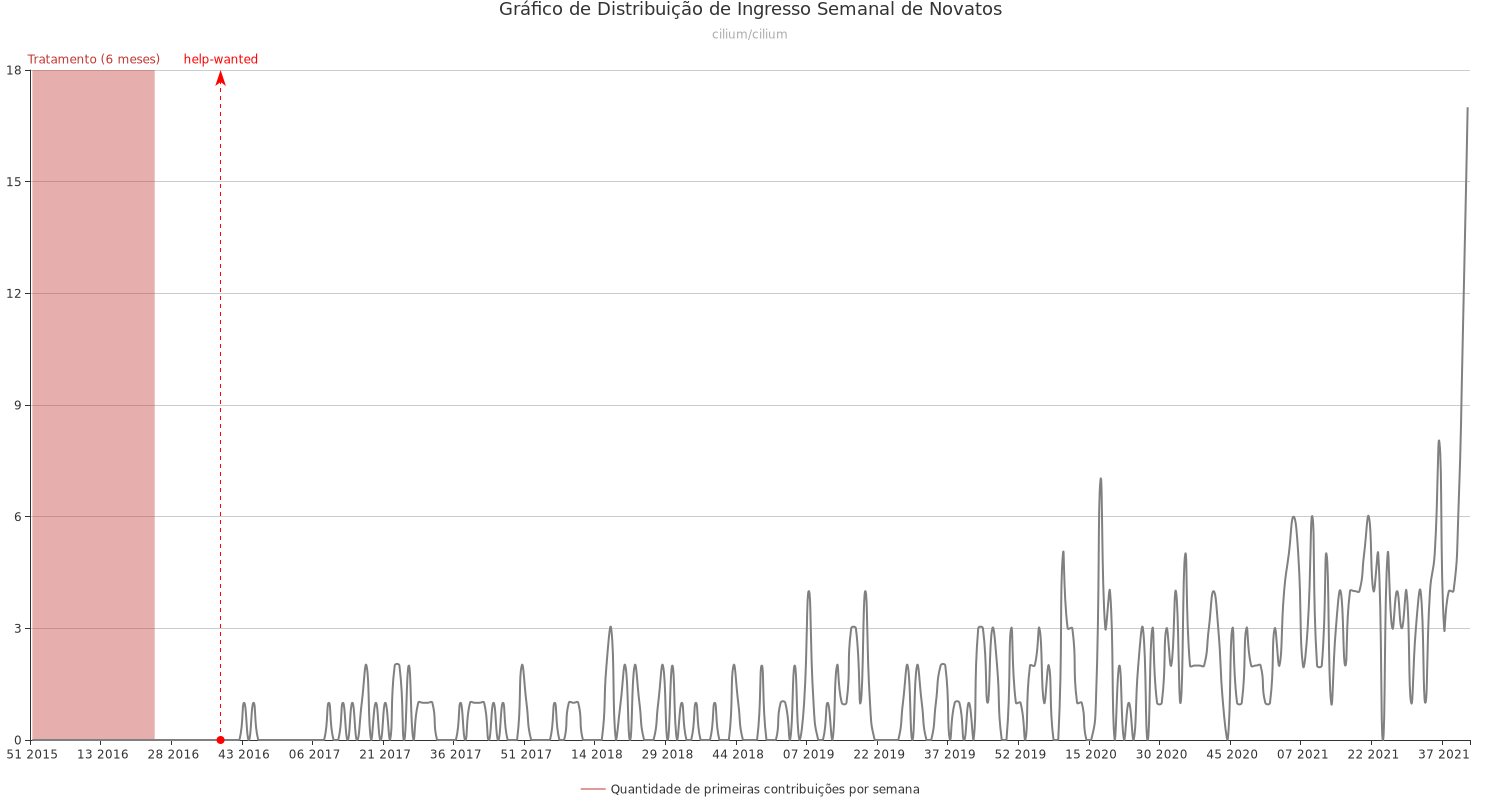 Gráfico de Distribuição de Ingresso Semanal de Novatos
cilium/cilium
Tratamento (6 meses) help-wanted
18
15
12
9
6
3
0
51 2015 13 2016 28 2016 43 2016 06 2017 21 2017 36 2017 51 2017 14 2018 29 2018 44 2018 07 2019 22 2019 37 2019 52 2019 15 2020 30 2020 45 2020 07 2021 22 2021 37 2021
Quantidade de primeiras contribuições por semana